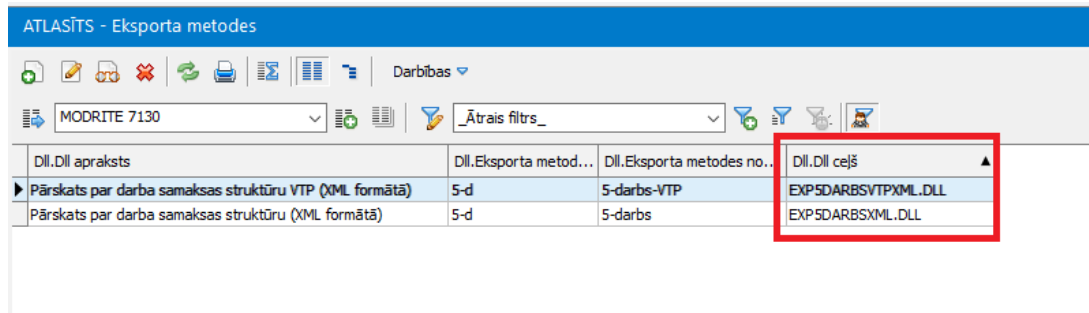 ATLASĪTS - Eksporta metodes
Darbības
MODRITE 7130
_Ātrais filtrs_
Dll.Dll apraksts Dll.Eksporta metod... Dll.Eksporta metodes no... Dll.Dll ceļš
Pārskats par darba samaksas struktūru VTP (XML formātā) 5-d 5-darbs-VTP EXP5DARBSVTPXML.DLL
Pārskats par darba samaksas struktūru (XML formātā) 5-d 5-darbs EXP5DARBSXML.DLL